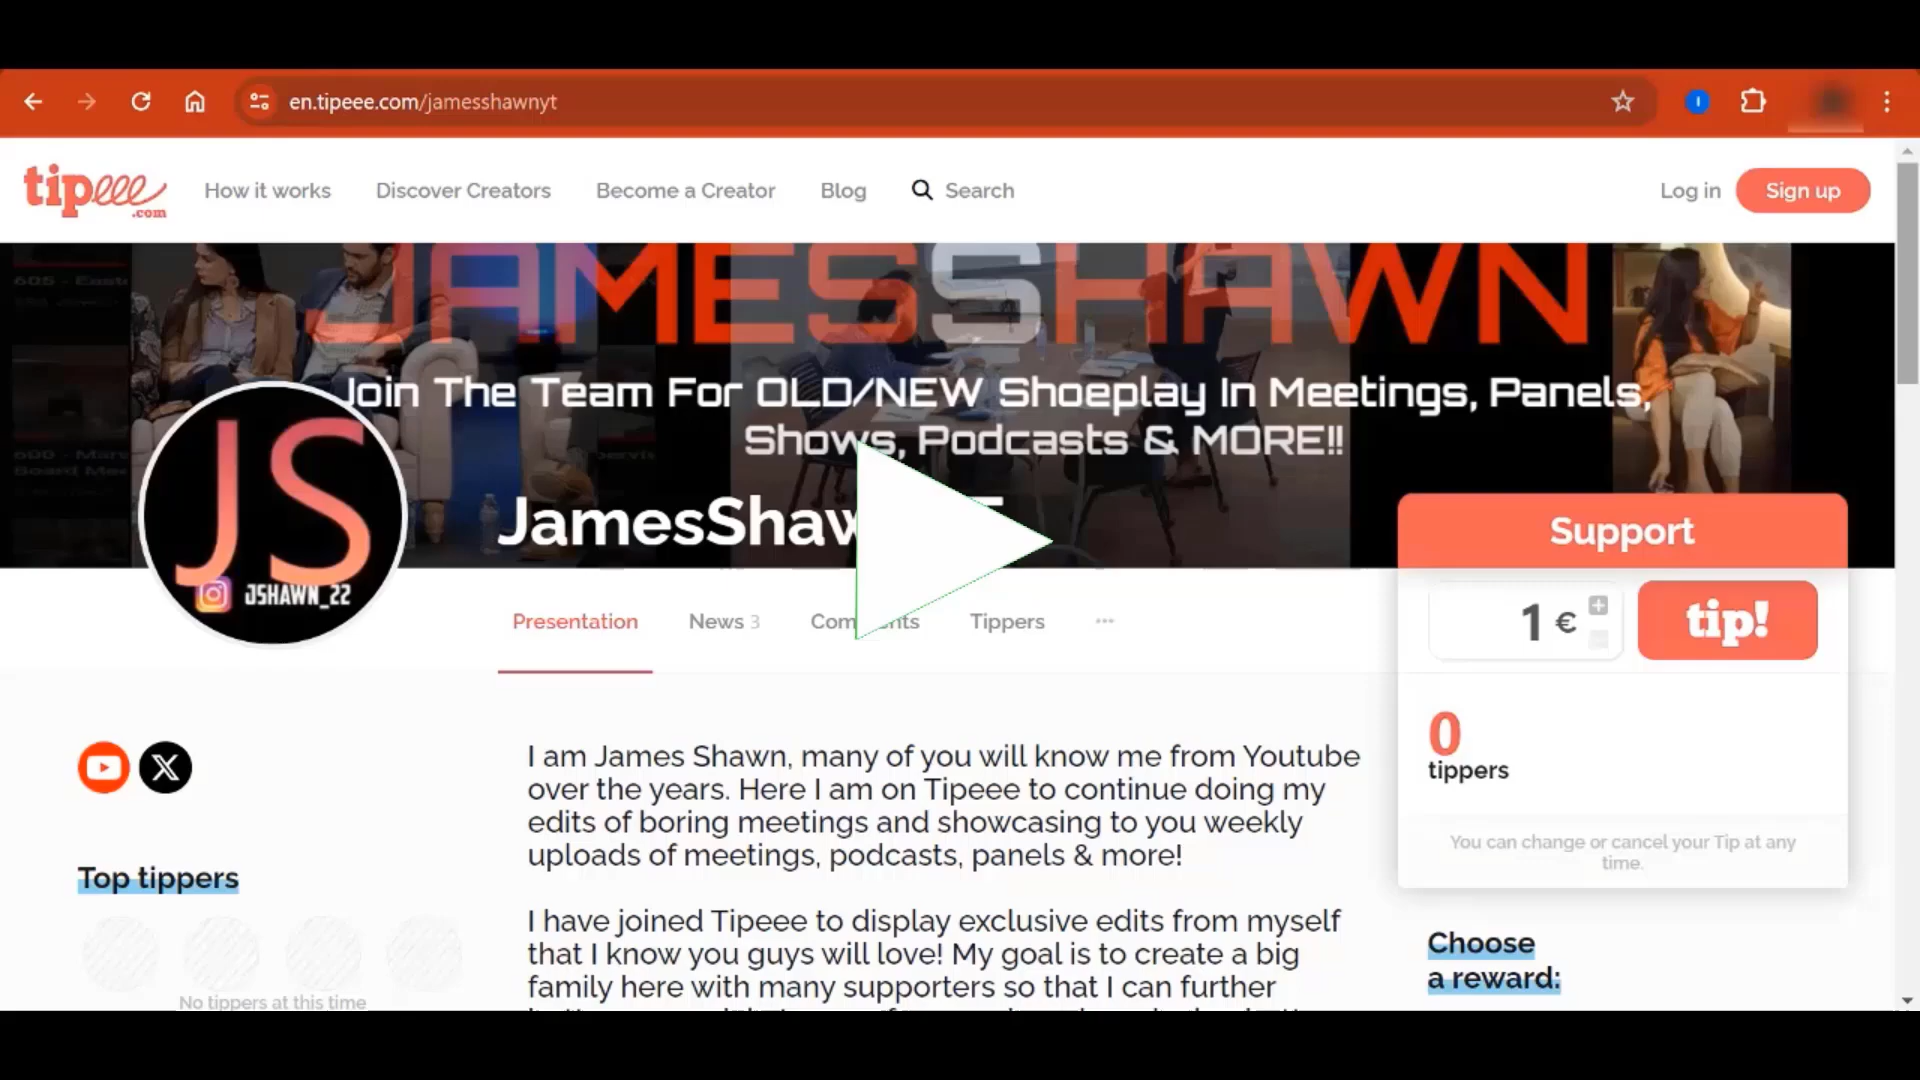 en.tipeee.com/jamesshawnyt
tipeee.com
How it works
Discover Creators
Become a Creator
Blog
Search
Log in
Sign up
JAMESSHAWN
Join The Team For OLD/NEW Shoeplay In Meetings, Panels,
Shows, Podcasts & MORE!!
JS
JSHAWN_22
Support
Presentation
News 3
Tippers
1 €
tip!
0
tippers
You can change or cancel your Tip at any
time.
I am James Shawn, many of you will know me from Youtube
over the years. Here I am on Tipeee to continue doing my
edits of boring meetings and showcasing to you weekly
uploads of meetings, podcasts, panels & more!
Top tippers
No tippers at this time
I have joined Tipeee to display exclusive edits from myself
that I know you guys will love! My goal is to create a big
family here with many supporters so that I can further
Choose
a reward: